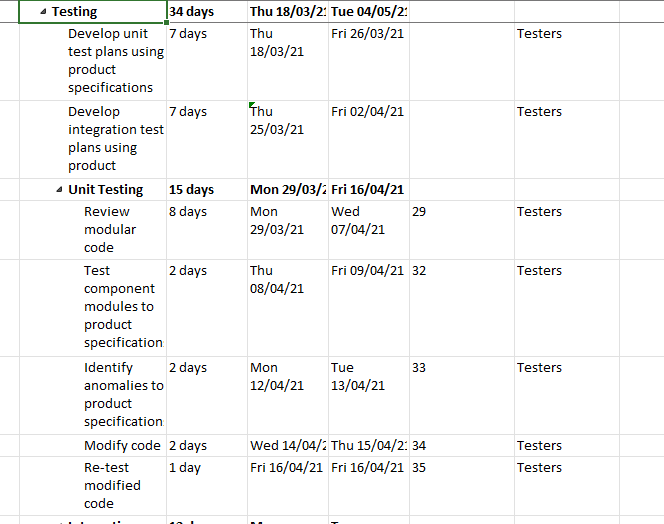 Testing 34 days Thu 18/03/21 Tue 04/05/21
Develop unit 7 days Thu Fri 26/03/21 Testers
test plans using 18/03/21
product
specifications
Develop 7 days Thu Fri 02/04/21 Testers
integration test 25/03/21
plans using
product
Unit Testing 15 days Mon 29/03/2 Fri 16/04/21
Review 8 days Mon Wed 29 Testers
modular 29/03/21 07/04/21
code
Test 2 days Thu Fri 09/04/21 32 Testers
component 08/04/21
modules to
product
specification
Identify 2 days Mon Tue 33 Testers
anomalies to 12/04/21 13/04/21
product
specification
Modify code 2 days Wed 14/04/2 Thu 15/04/21 34 Testers
Re-test 1 day Fri 16/04/21 Fri 16/04/21 35 Testers
modified
code